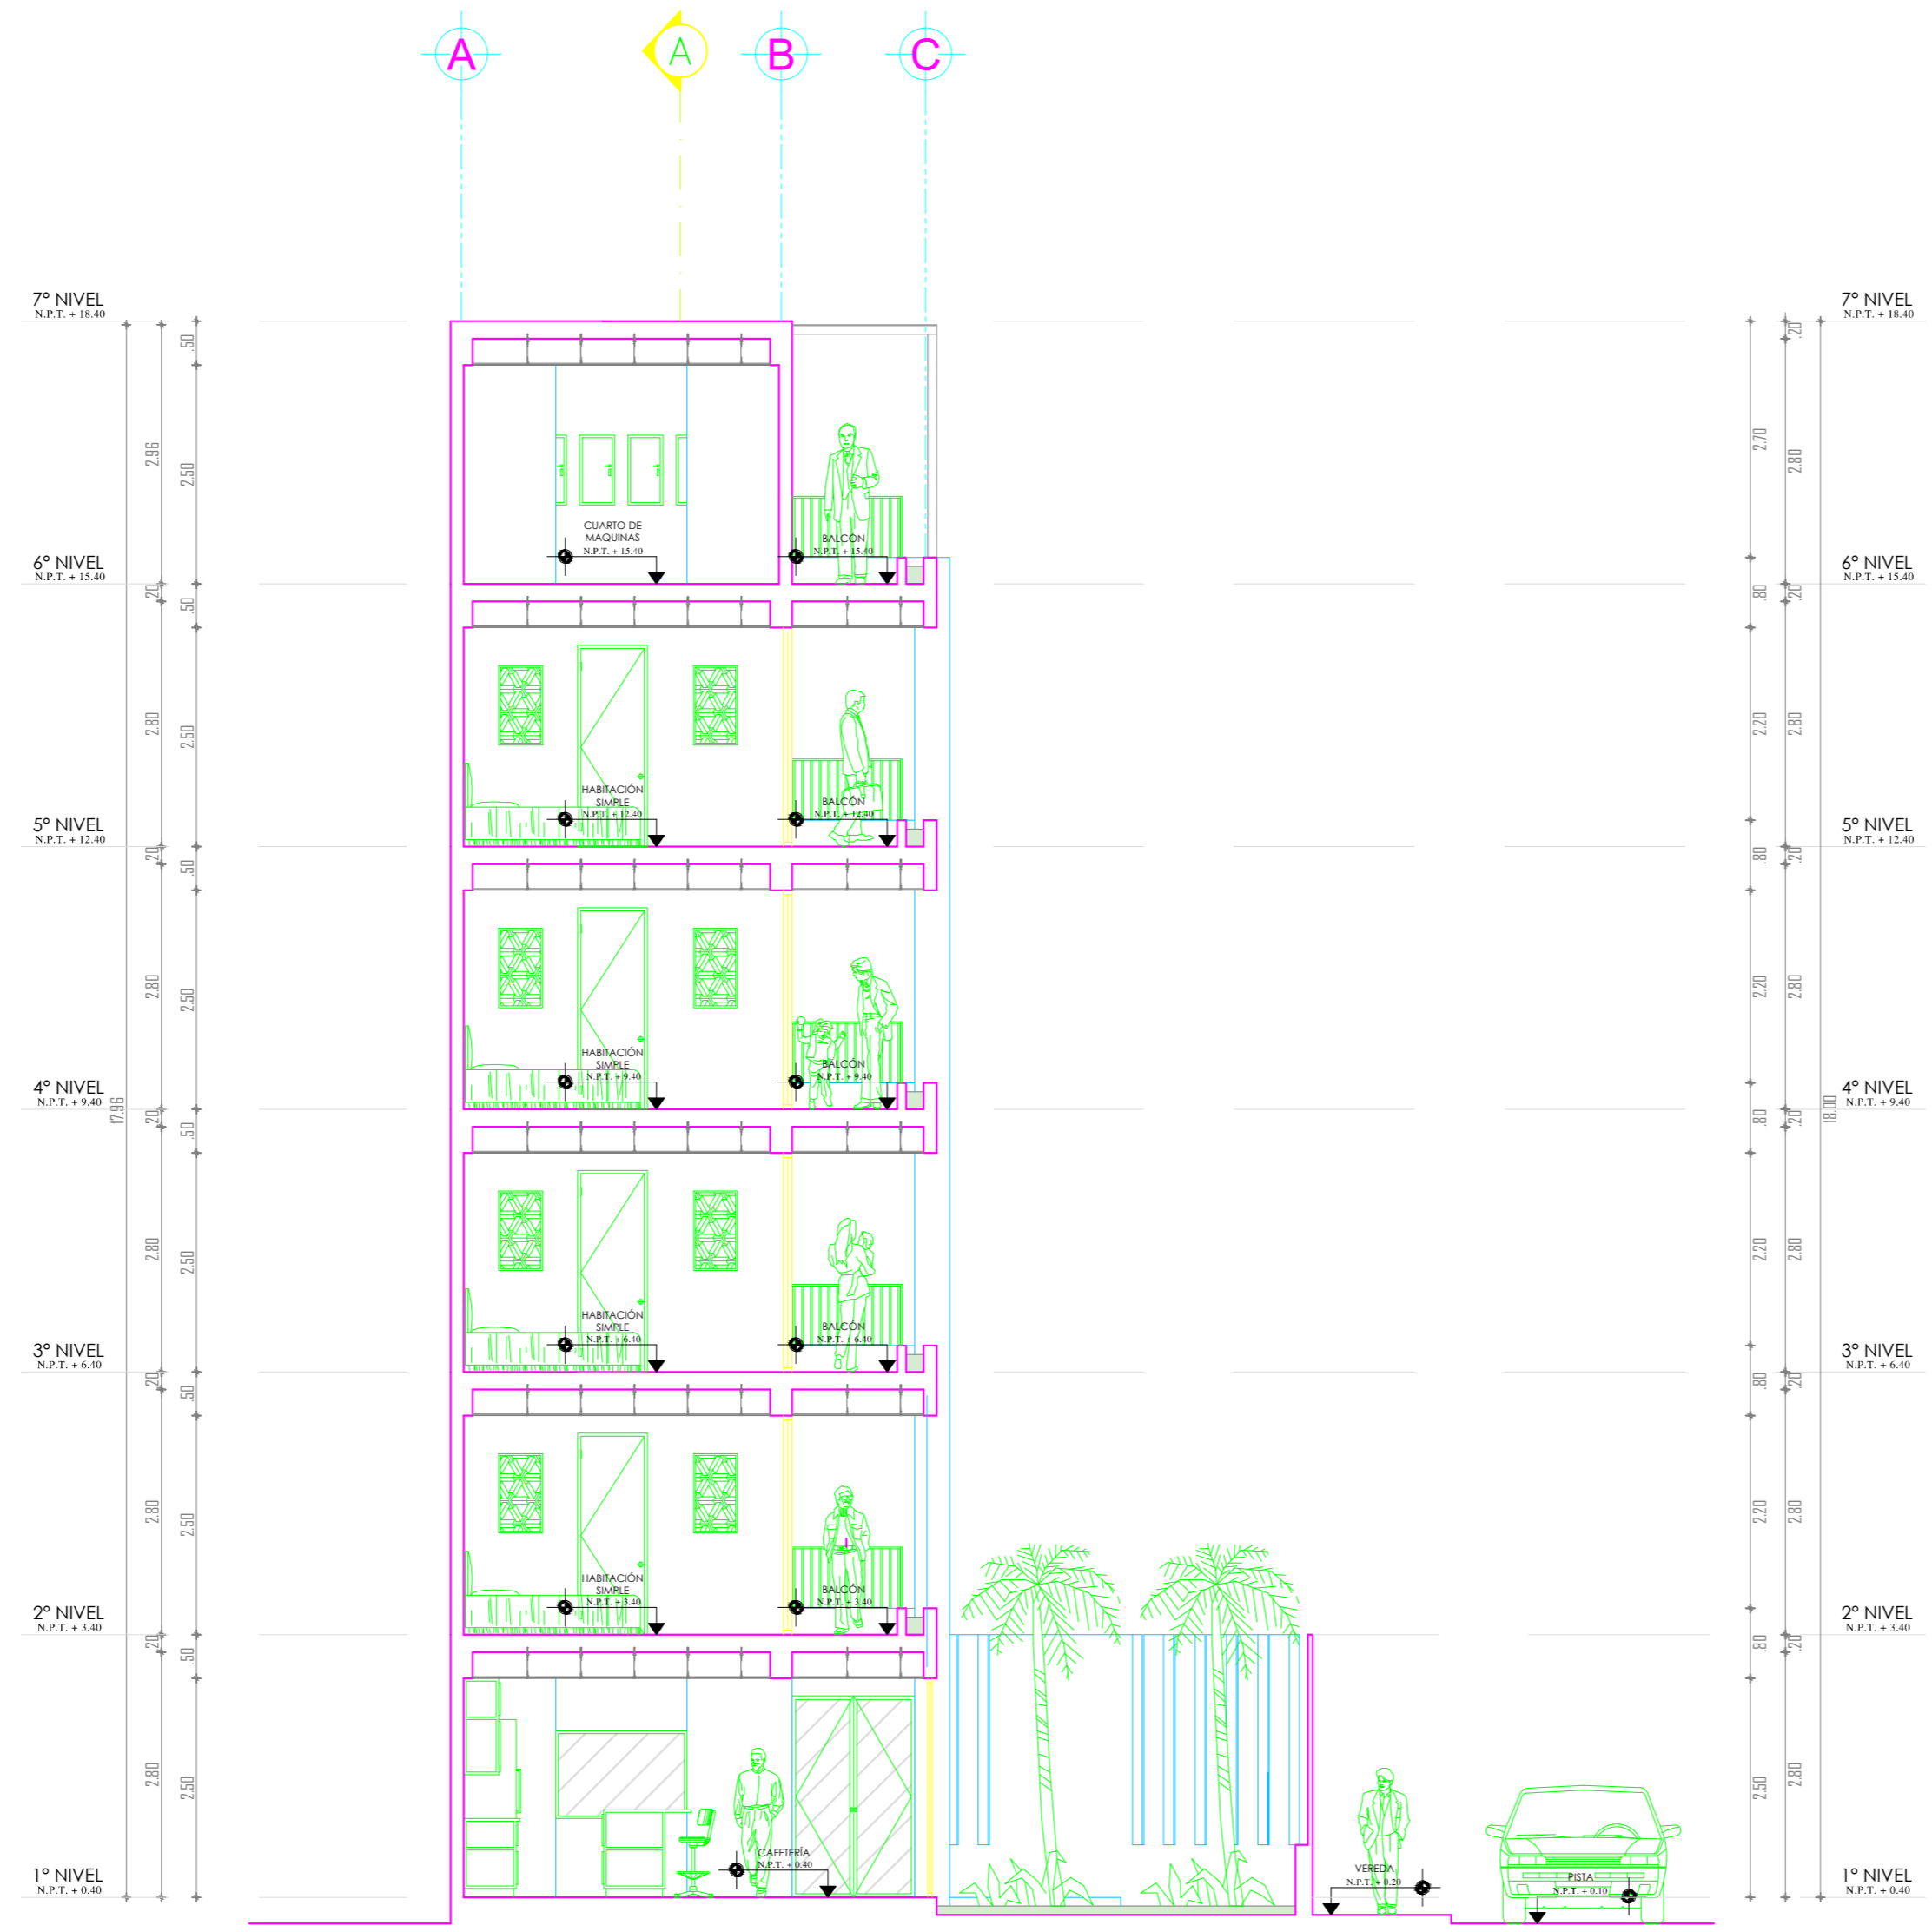 A A B C
7° NIVEL
N.P.T. + 18.40
7° NIVEL
N.P.T. + 18.40
.50
.20
2.96
2.50
2.70
2.80
CUARTO DE
MAQUINAS
N.P.T. + 15.40
BALCÓN
N.P.T. + 15.40
6° NIVEL
N.P.T. + 15.40
6° NIVEL
N.P.T. + 15.40
.20
.50
.80
.20
2.80
2.50
2.20
2.80
HABITACIÓN
SIMPLE
N.P.T. + 12.40
BALCÓN
N.P.T. + 12.40
5° NIVEL
N.P.T. + 12.40
5° NIVEL
N.P.T. + 12.40
.20
.50
.80
.20
2.80
2.50
2.20
2.80
HABITACIÓN
SIMPLE
N.P.T. + 9.40
BALCÓN
N.P.T. + 9.40
4° NIVEL
N.P.T. + 9.40
4° NIVEL
N.P.T. + 9.40
17.96
.20
.50
.80
.20
18.00
2.80
2.50
2.20
2.80
HABITACIÓN
SIMPLE
N.P.T. + 6.40
BALCÓN
N.P.T. + 6.40
3° NIVEL
N.P.T. + 6.40
3° NIVEL
N.P.T. + 6.40
.20
.50
.80
.20
2.80
2.50
2.20
2.80
HABITACIÓN
SIMPLE
N.P.T. + 3.40
BALCÓN
N.P.T. + 3.40
2° NIVEL
N.P.T. + 3.40
2° NIVEL
N.P.T. + 3.40
.20
.50
.80
.20
2.80
2.50
2.50
2.80
CAFETERÍA
N.P.T. + 0.40
VEREDA
N.P.T. + 0.20
PISTA
N.P.T. + 0.10
1° NIVEL
N.P.T. + 0.40
1° NIVEL
N.P.T. + 0.40